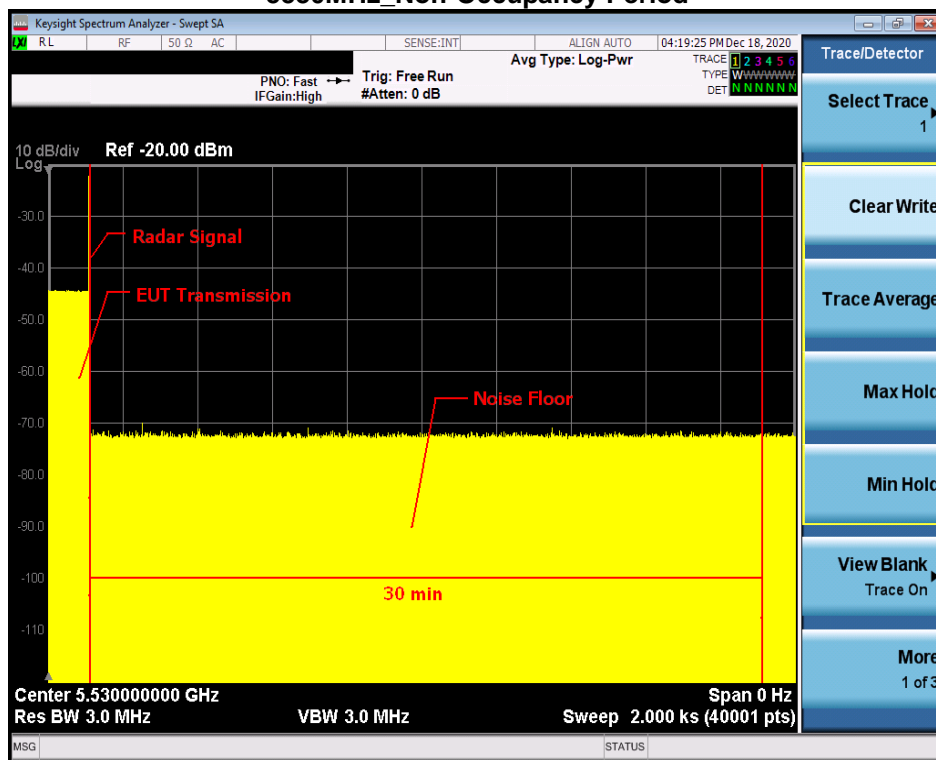 Keysight Spectrum Analyzer - Swept SA
LXI RL RF 50 Ω AC SENSE:INT ALIGN AUTO 04:19:25 PM Dec 18, 2020
Avg Type: Log-Pwr TRACE 1 2 3 4 5 6
PNO: Fast Trig: Free Run TYPE WWWWWW
IFGain:High #Atten: 0 dB DET N N N N N N
10 dB/div Ref -20.00 dBm
Log
-30.0
Radar Signal
-40.0
EUT Transmission
-50.0
-60.0
Noise Floor
-70.0
-80.0
-90.0
-100
30 min
-110
Center 5.530000000 GHz Span 0 Hz
Res BW 3.0 MHz VBW 3.0 MHz Sweep 2.000 ks (40001 pts)
MSG STATUS
Trace/Detector
Select Trace
1
Clear Write
Trace Average
Max Hold
Min Hold
View Blank
Trace On
More
1 of 3